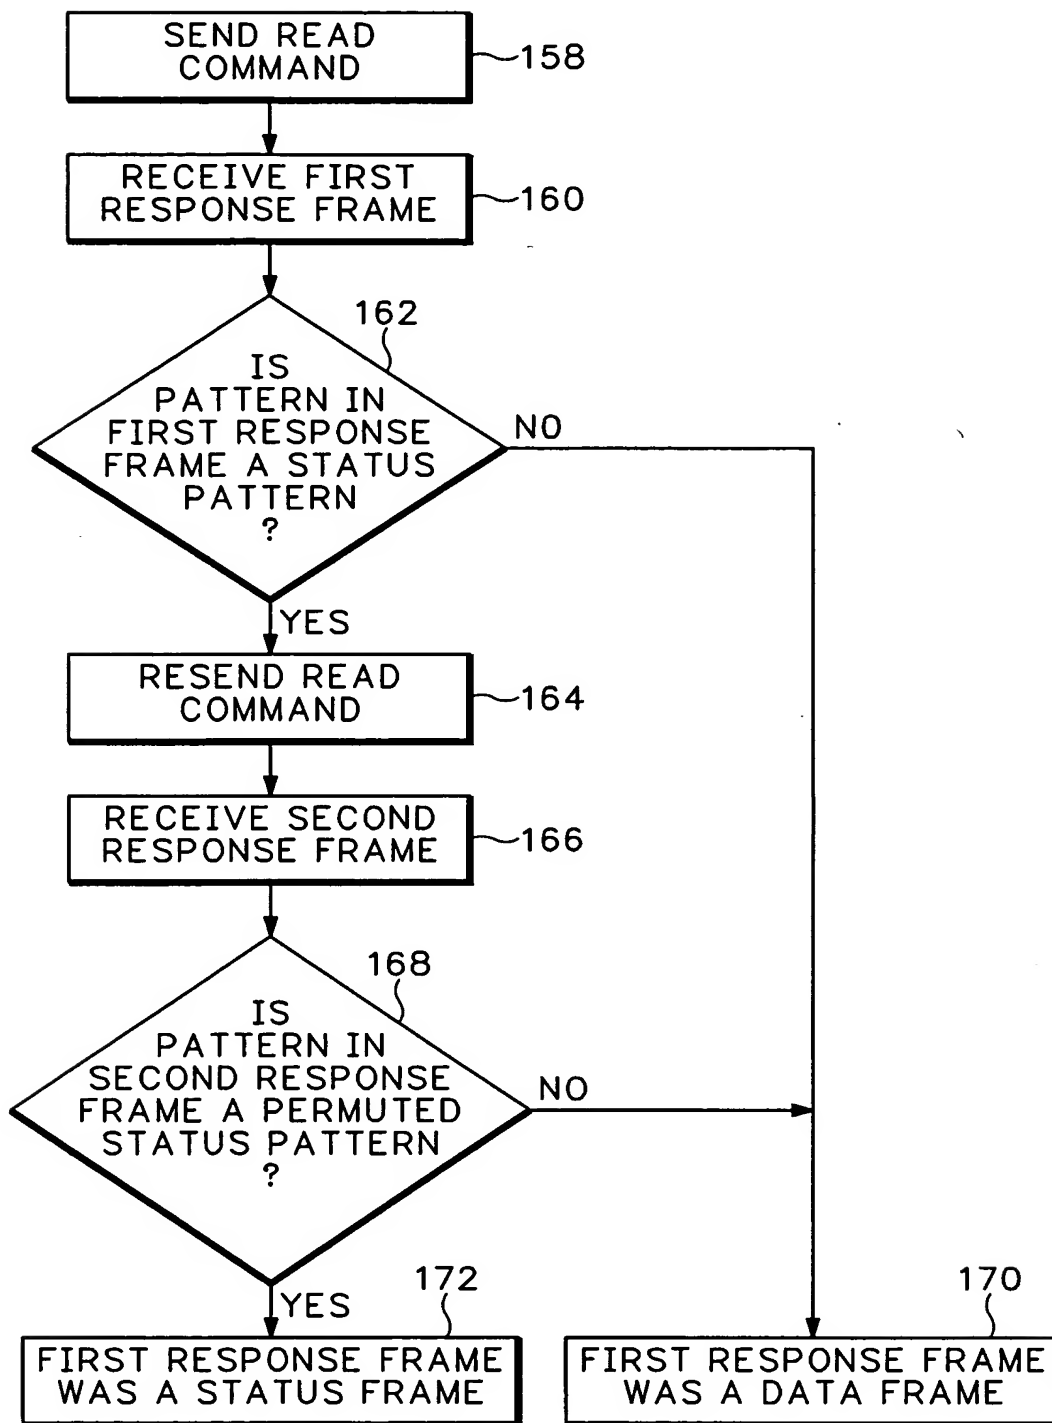 SEND READ
COMMAND
158
RECEIVE FIRST
RESPONSE FRAME
160
162
IS
PATTERN IN
FIRST RESPONSE
FRAME A STATUS
PATTERN
?
NO
YES
RESEND READ
COMMAND
164
RECEIVE SECOND
RESPONSE FRAME
166
168
IS
PATTERN IN
SECOND RESPONSE
FRAME A PERMUTED
STATUS PATTERN
?
NO
YES
172
170
FIRST RESPONSE FRAME
WAS A STATUS FRAME
FIRST RESPONSE FRAME
WAS A DATA FRAME